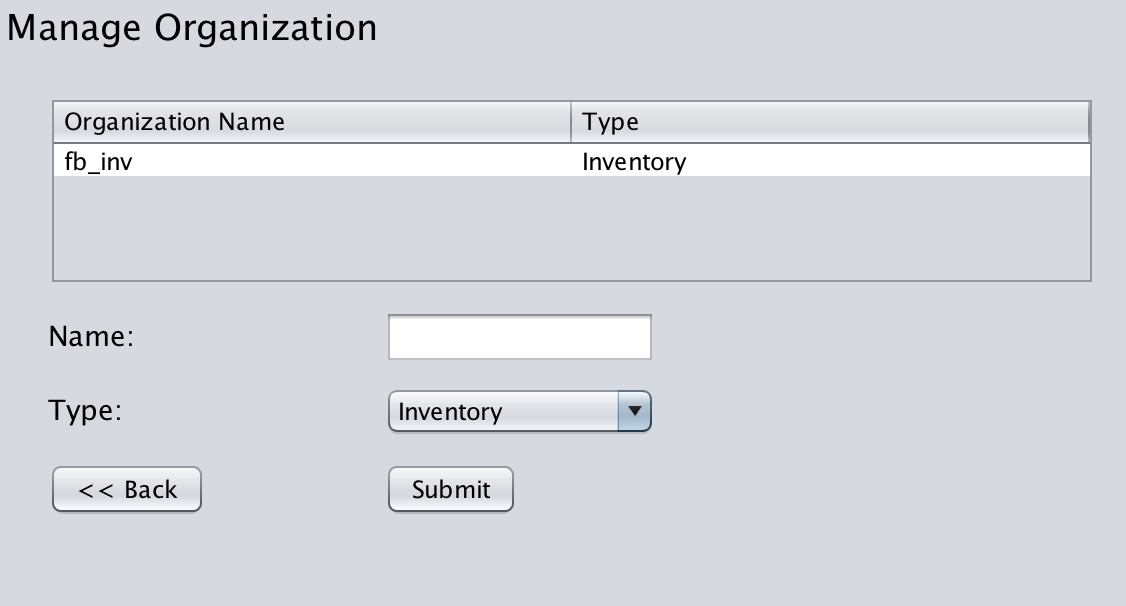 Manage Organization
Organization Name Type
fb_inv Inventory
Name:
Type: Inventory
<< Back Submit